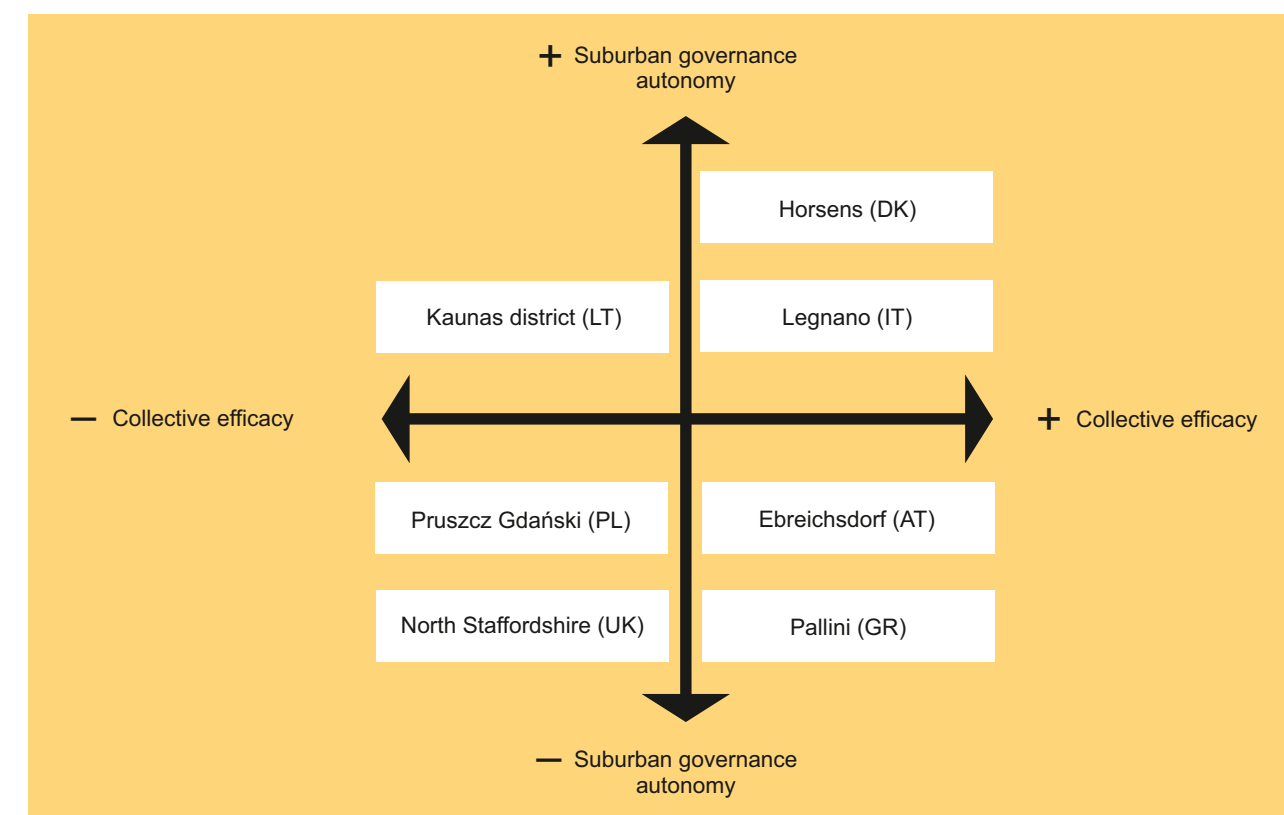 + Suburban governance
autonomy
Horsens (DK)
Kaunas district (LT)
Legnano (IT)
− Collective efficacy
+ Collective efficacy
Pruszcz Gdański (PL)
Ebreichsdorf (AT)
North Staffordshire (UK)
Pallini (GR)
− Suburban governance
autonomy